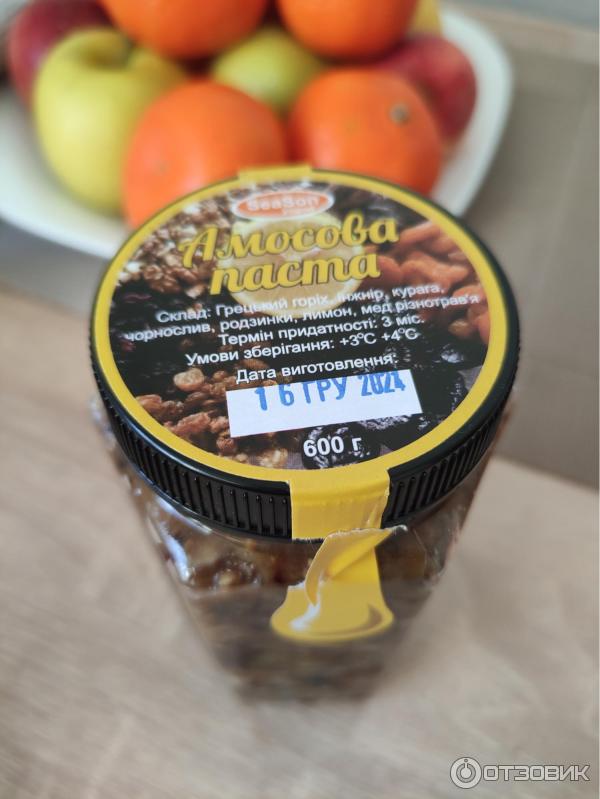 SeaSon
Амосова
паста
Склад: Грецький горіх, інжнір, курага,
чорнослив, родзинки, лимон, мед різнотрав'я
Термін придатності: 3 міс.
Умови зберігання: +3°C +4°C
Дата виготовлення:
16 ГРУ 2024
600 г
ОТЗОВИК